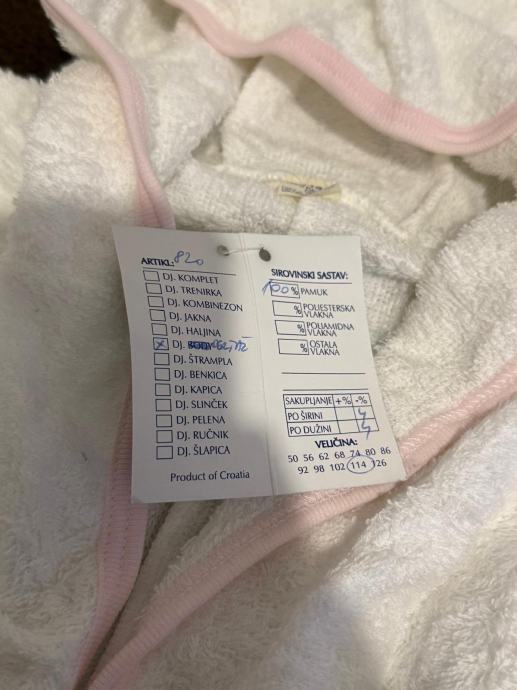 ARTIKL: 820
DJ. KOMPLET
DJ. TRENIRKA
DJ. KOMBINEZON
DJ. JAKNA
DJ. HALJINA
X DJ.
DJ. ŠTRAMPLA
DJ. BENKICA
DJ. KAPICA
DJ. SLINČEK
DJ. PELENA
DJ. RUČNIK
DJ. ŠLAPICA
Product of Croatia
SIROVINSKI SASTAV:
100% PAMUK
% POLIESTERSKA
VLAKNA
% POLIAMIDNA
VLAKNA
% OSTALA
VLAKNA
SAKUPLJANJE +% -%
PO ŠIRINI 4
PO DUŽINI 4
VELIČINA:
50 56 62 68 74 80 86
92 98 102 114 126